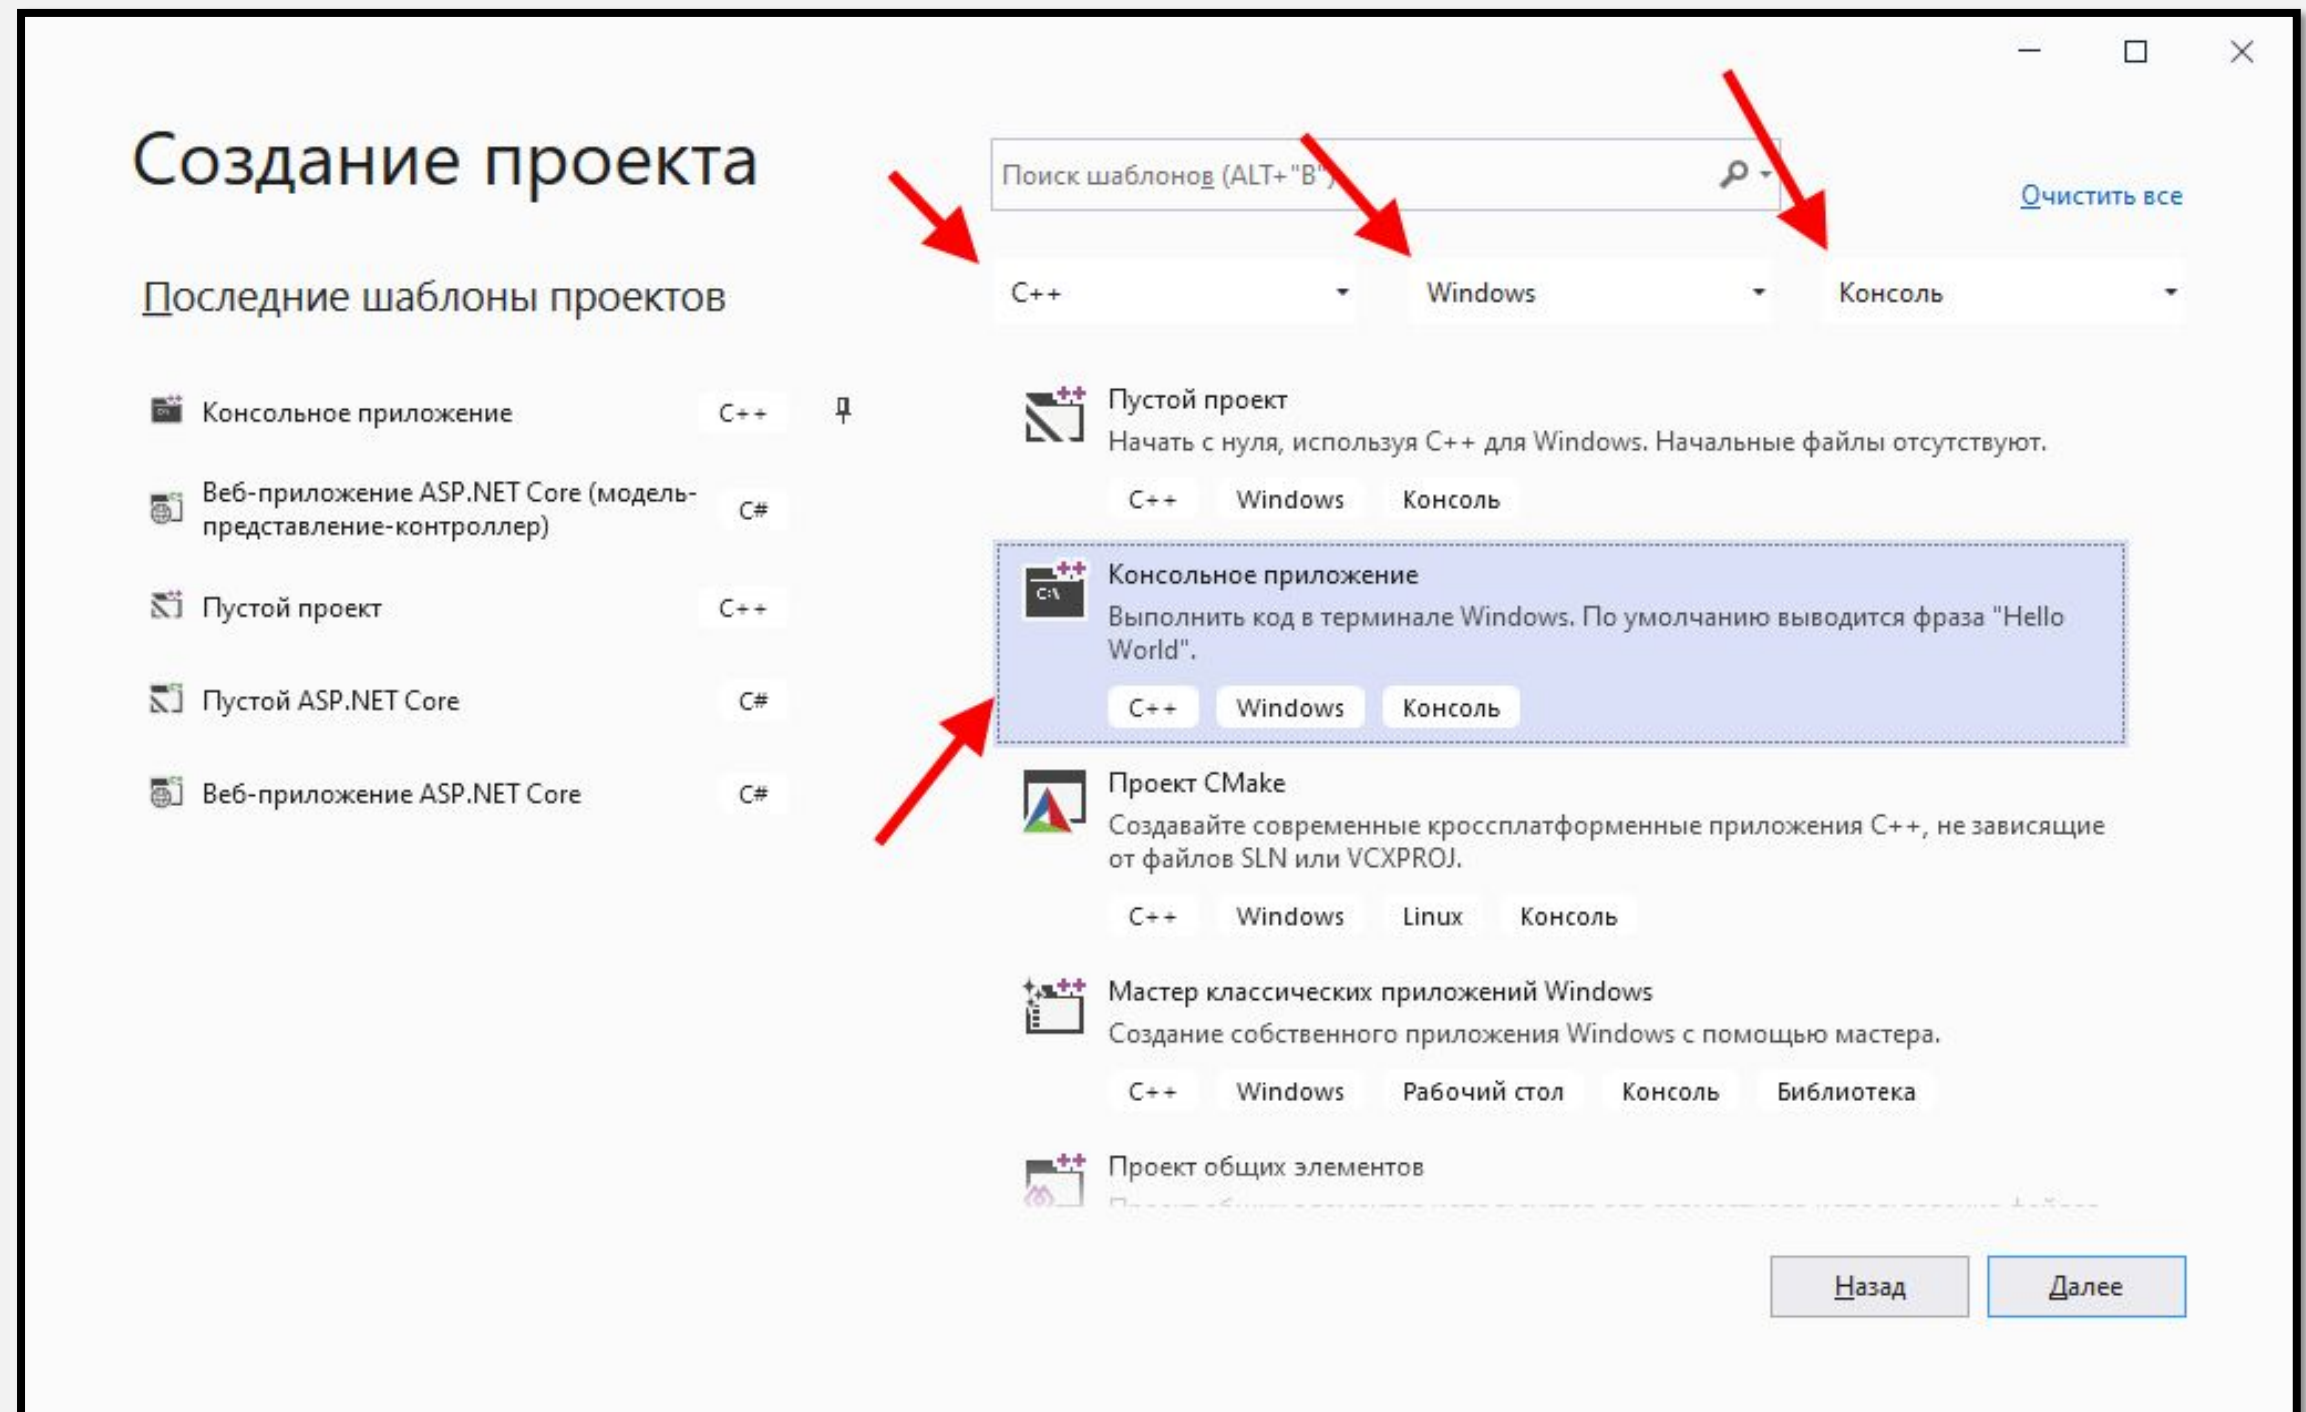 Создание проекта
Поиск шаблонов (ALT+"В")
Очистить все
Последние шаблоны проектов
C++
Windows
Консоль
Консольное приложение C++
Веб-приложение ASP.NET Core (модель-
представление-контроллер) C#
Пустой проект C++
Пустой ASP.NET Core C#
Веб-приложение ASP.NET Core C#
Пустой проект
Начать с нуля, используя C++ для Windows. Начальные файлы отсутствуют.
C++ Windows Консоль
C:\
Консольное приложение
Выполнить код в терминале Windows. По умолчанию выводится фраза "Hello
World".
C++ Windows Консоль
Проект CMake
Создавайте современные кроссплатформенные приложения C++, не зависящие
от файлов SLN или VCXPROJ.
C++ Windows Linux Консоль
Мастер классических приложений Windows
Создание собственного приложения Windows с помощью мастера.
C++ Windows Рабочий стол Консоль Библиотека
Проект общих элементов
Назад
Далее